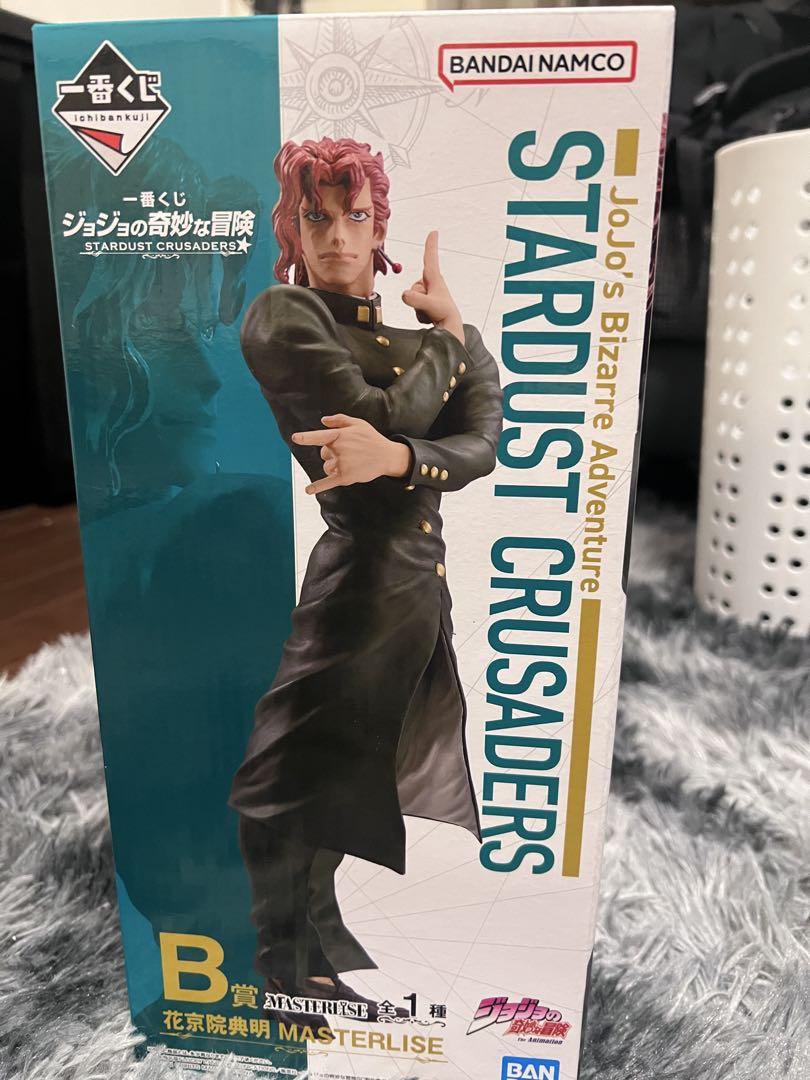 一番くじ
ichibankuji
BANDAI NAMCO
一番くじ
ジョジョの奇妙な冒険
STARDUST CRUSADERS★
JoJo's Bizarre Adventure
STARDUST CRUSADERS
B賞 MASTERLISE 全1種
花京院典明 MASTERLISE
ジョジョの
奇妙な冒険
The Animation
BAN